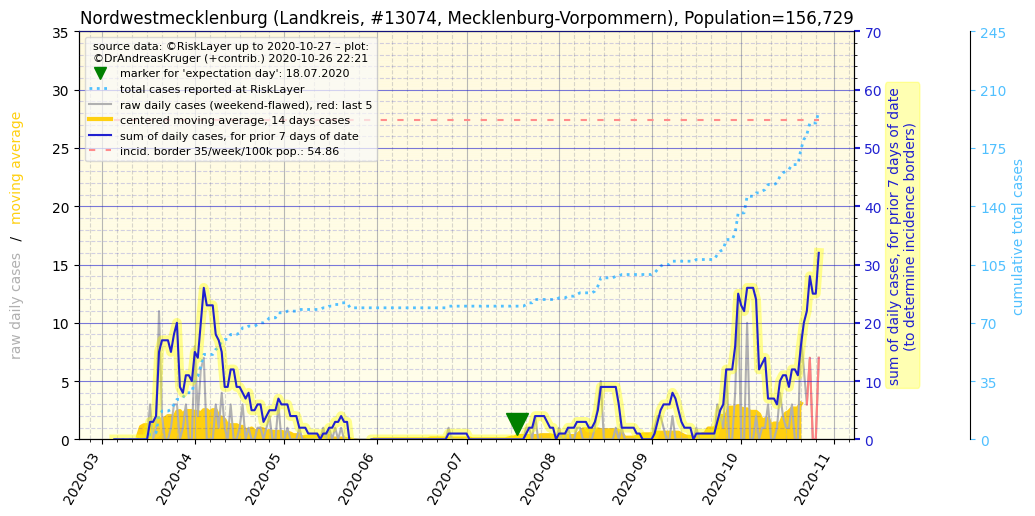 Nordwestmecklenburg (Landkreis, #13074, Mecklenburg-Vorpommern), Population=156,729
source data: ©RiskLayer up to 2020-10-27 – plot:
©DrAndreasKruger (+contrib.) 2020-10-26 22:21
marker for 'expectation day': 18.07.2020
total cases reported at RiskLayer
raw daily cases (weekend-flawed), red: last 5
centered moving average, 14 days cases
sum of daily cases, for prior 7 days of date
incid. border 35/week/100k pop.: 54.86
raw daily cases / moving average
35
30
25
20
15
10
5
0
2020-03
2020-04
2020-05
2020-06
2020-07
2020-08
2020-09
2020-10
2020-11
70
60
50
40
30
20
10
0
sum of daily cases, for prior 7 days of date
(to determine incidence borders)
245
210
175
140
105
70
35
0
cumulative total cases